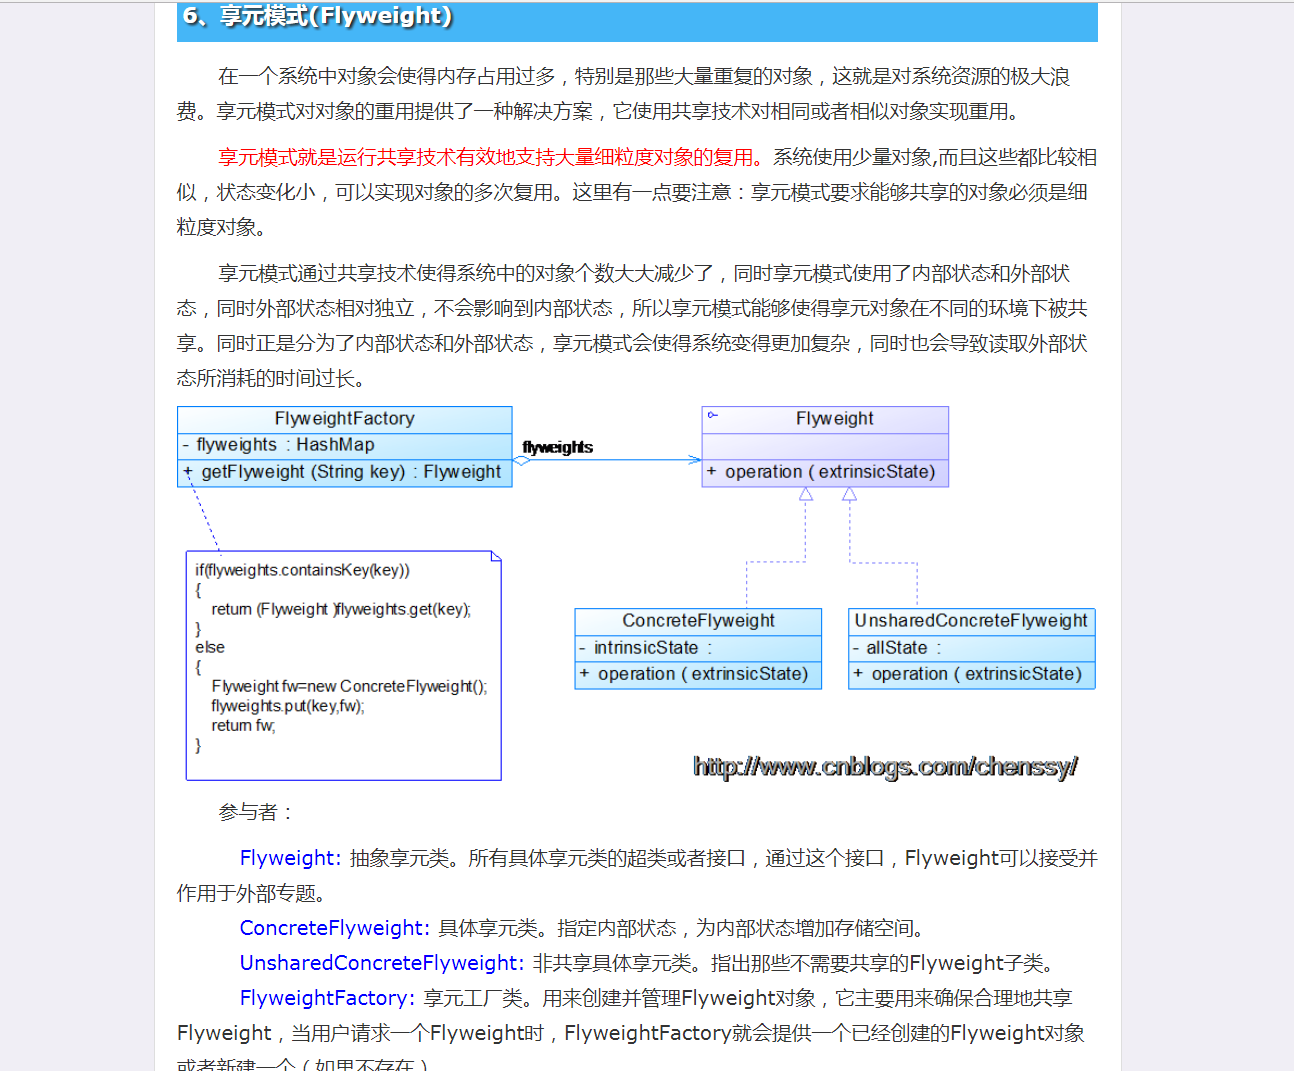 6、享元模式(Flyweight)
在一个系统中对象会使得内存占用过多，特别是那些大量重复的对象，这就是对系统资源的极大浪
费。享元模式对对象的重用提供了一种解决方案，它使用共享技术对相同或者相似对象实现重用。
享元模式就是运行共享技术有效地支持大量细粒度对象的复用。系统使用少量对象,而且这些都比较相
似，状态变化小，可以实现对象的多次复用。这里有一点要注意：享元模式要求能够共享的对象必须是细
粒度对象。
享元模式通过共享技术使得系统中的对象个数大大减少了，同时享元模式使用了内部状态和外部状
态，同时外部状态相对独立，不会影响到内部状态，所以享元模式能够使得享元对象在不同的环境下被共
享。同时正是分为了内部状态和外部状态，享元模式会使得系统变得更加复杂，同时也会导致读取外部状
态所消耗的时间过长。
FlyweightFactory
- flyweights : HashMap
+ getFlyweight (String key) : Flyweight
flyweights
Flyweight
+ operation ( extrinsicState)
if(flyweights.containsKey(key))
{
return (Flyweight )flyweights.get(key);
}
else
{
Flyweight fw=new ConcreteFlyweight();
flyweights.put(key,fw);
return fw;
}
ConcreteFlyweight
- intrinsicState :
+ operation ( extrinsicState)
UnsharedConcreteFlyweight
- allState :
+ operation ( extrinsicState)
http://www.cnblogs.com/chenssy/
参与者：
Flyweight: 抽象享元类。所有具体享元类的超类或者接口，通过这个接口，Flyweight可以接受并
作用于外部专题。
ConcreteFlyweight: 具体享元类。指定内部状态，为内部状态增加存储空间。
UnsharedConcreteFlyweight: 非共享具体享元类。指出那些不需要共享的Flyweight子类。
FlyweightFactory: 享元工厂类。用来创建并管理Flyweight对象，它主要用来确保合理地共享
Flyweight，当用户请求一个Flyweight时，FlyweightFactory就会提供一个已经创建的Flyweight对象
或者新建一个（如果不存在）